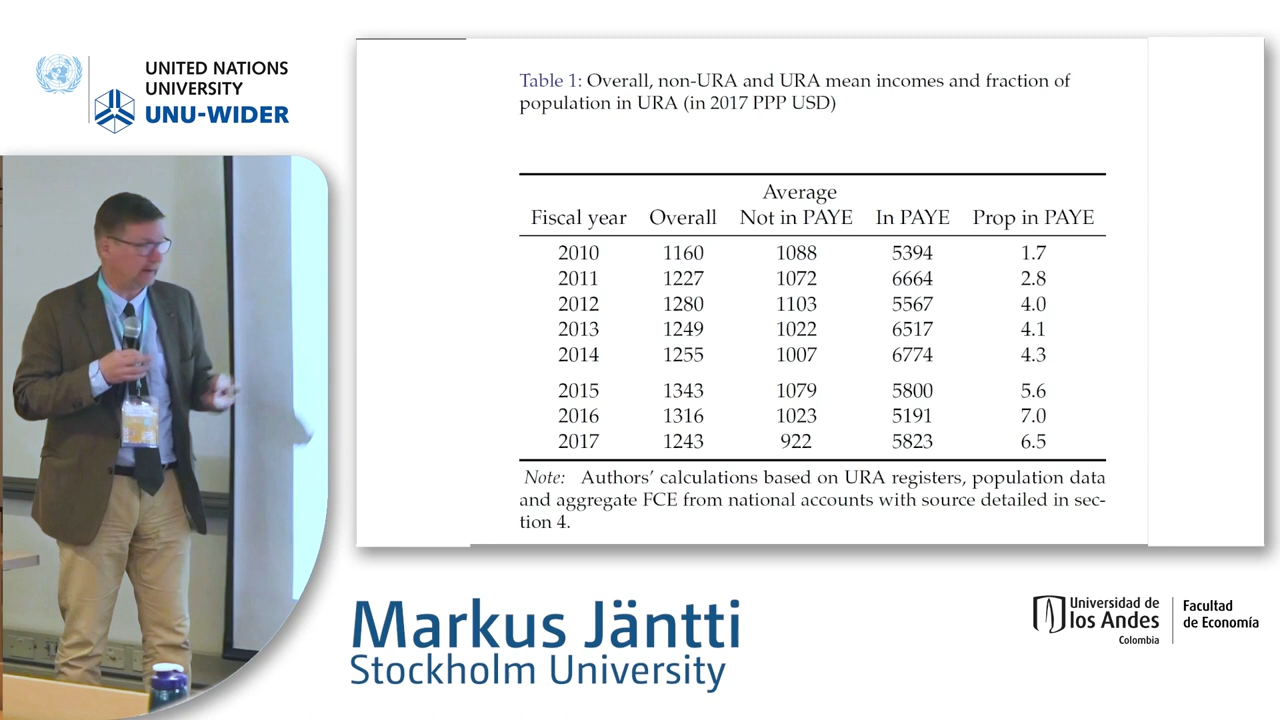 UNITED NATIONS
UNIVERSITY
UNU-WIDER
Table 1: Overall, non-URA and URA mean incomes and fraction of
population in URA (in 2017 PPP USD)
Average
Fiscal year Overall Not in PAYE In PAYE Prop in PAYE
2010 1160 1088 5394 1.7
2011 1227 1072 6664 2.8
2012 1280 1103 5567 4.0
2013 1249 1022 6517 4.1
2014 1255 1007 6774 4.3
2015 1343 1079 5800 5.6
2016 1316 1023 5191 7.0
2017 1243 922 5823 6.5
Note: Authors' calculations based on URA registers, population data
and aggregate FCE from national accounts with source detailed in sec-
tion 4.
Markus Jäntti
Stockholm University
Universidad de
los Andes
Colombia
Facultad
de Economía